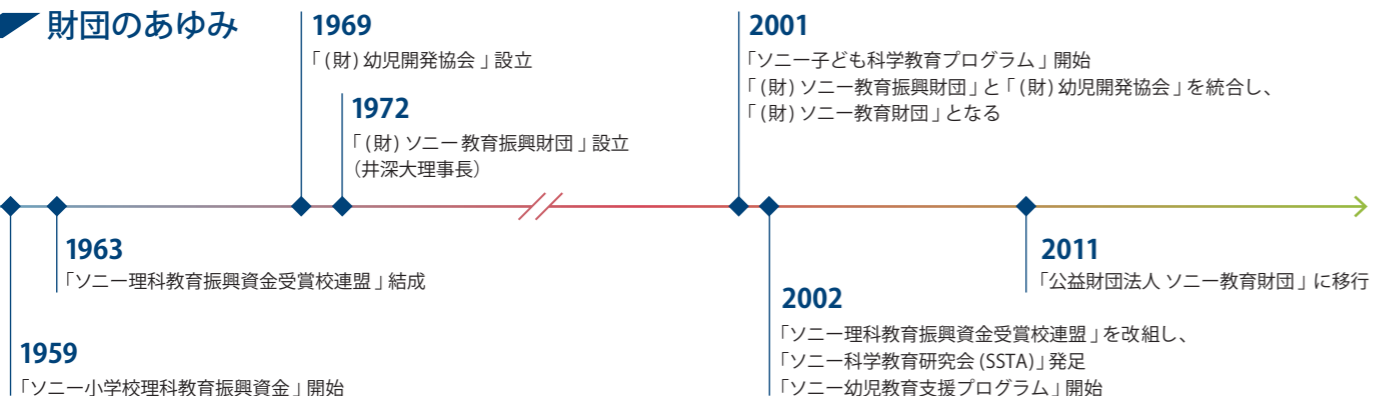 財団のあゆみ
1969
「(財)幼児開発協会」設立
1972
「(財)ソニー教育振興財団」設立
（井深大理事長）
2001
「ソニー子ども科学教育プログラム」開始
「(財)ソニー教育振興財団」と「(財)幼児開発協会」を統合し、
「(財)ソニー教育財団」となる
1963
「ソニー理科教育振興資金受賞校連盟」結成
1959
「ソニー小学校理科教育振興資金」開始
2002
「ソニー理科教育振興資金受賞校連盟」を改組し、
「ソニー科学教育研究会(SSTA)」発足
「ソニー幼児教育支援プログラム」開始
2011
「公益財団法人 ソニー教育財団」に移行